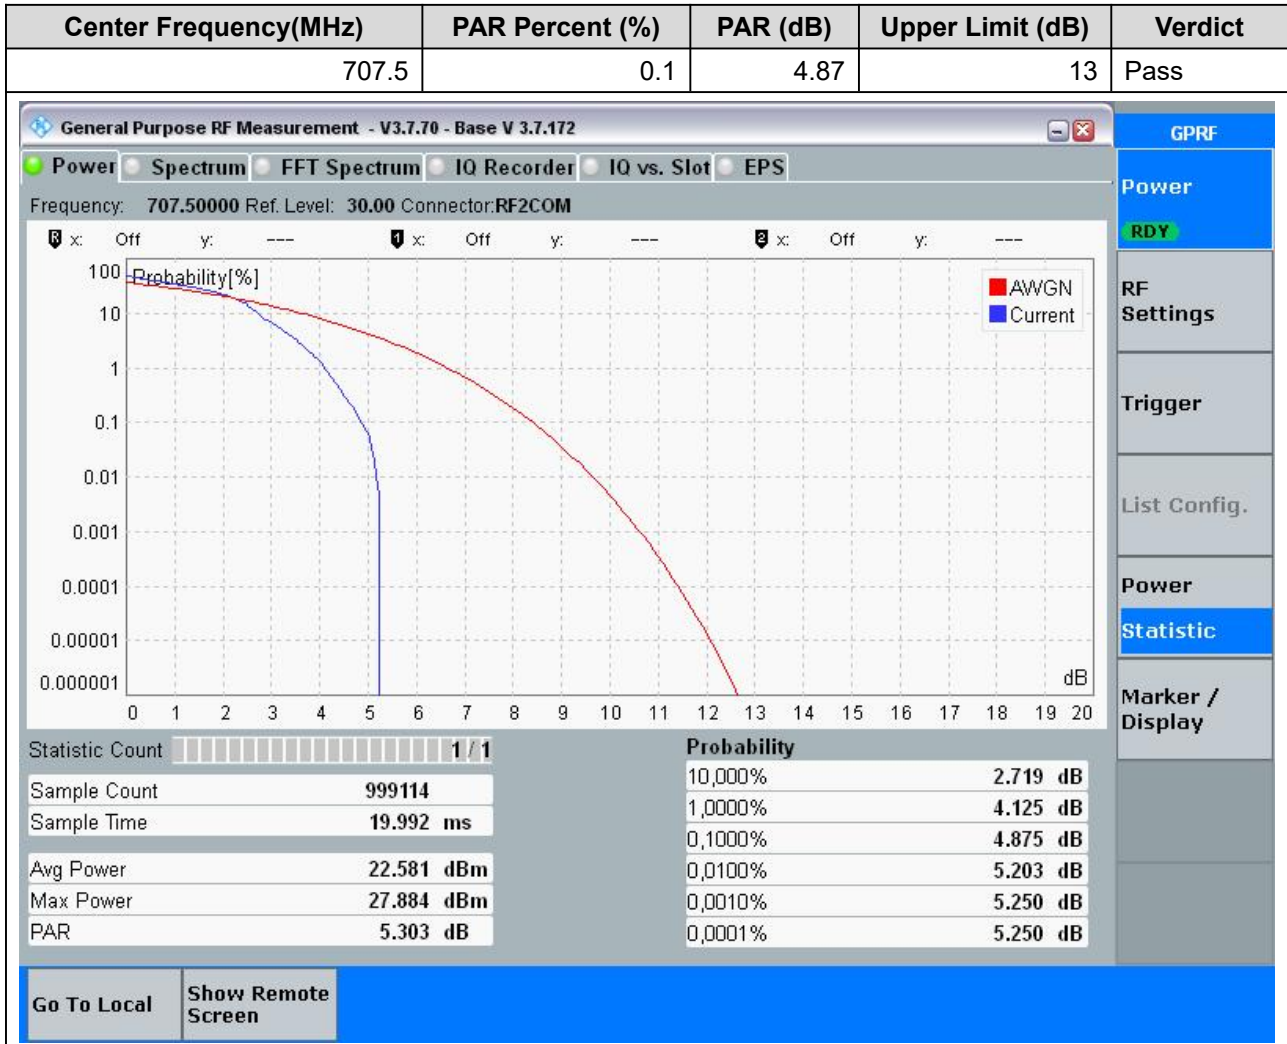 Center Frequency(MHz) PAR Percent (%) PAR (dB) Upper Limit (dB) Verdict
707.5 0.1 4.87 13 Pass
General Purpose RF Measurement - V3.7.70 - Base V 3.7.172
GPRF
Power Spectrum FFT Spectrum IQ Recorder IQ vs. Slot EPS
Frequency: 707.50000 Ref. Level: 30.00 Connector:RF2COM
R x: Off y: --- 1 x: Off y: --- 2 x: Off y: ---
Probability[%]
100
10
1
0.1
0.01
0.001
0.0001
0.00001
0.000001
AWGN
Current
dB
0 1 2 3 4 5 6 7 8 9 10 11 12 13 14 15 16 17 18 19 20
Statistic Count 1 / 1
Sample Count 999114
Sample Time 19.992 ms
Avg Power 22.581 dBm
Max Power 27.884 dBm
PAR 5.303 dB
Probability
10,000% 2.719 dB
1,0000% 4.125 dB
0,1000% 4.875 dB
0,0100% 5.203 dB
0,0010% 5.250 dB
0,0001% 5.250 dB
Power
RDY
RF
Settings
Trigger
List Config.
Power
Statistic
Marker /
Display
Go To Local
Show Remote
Screen